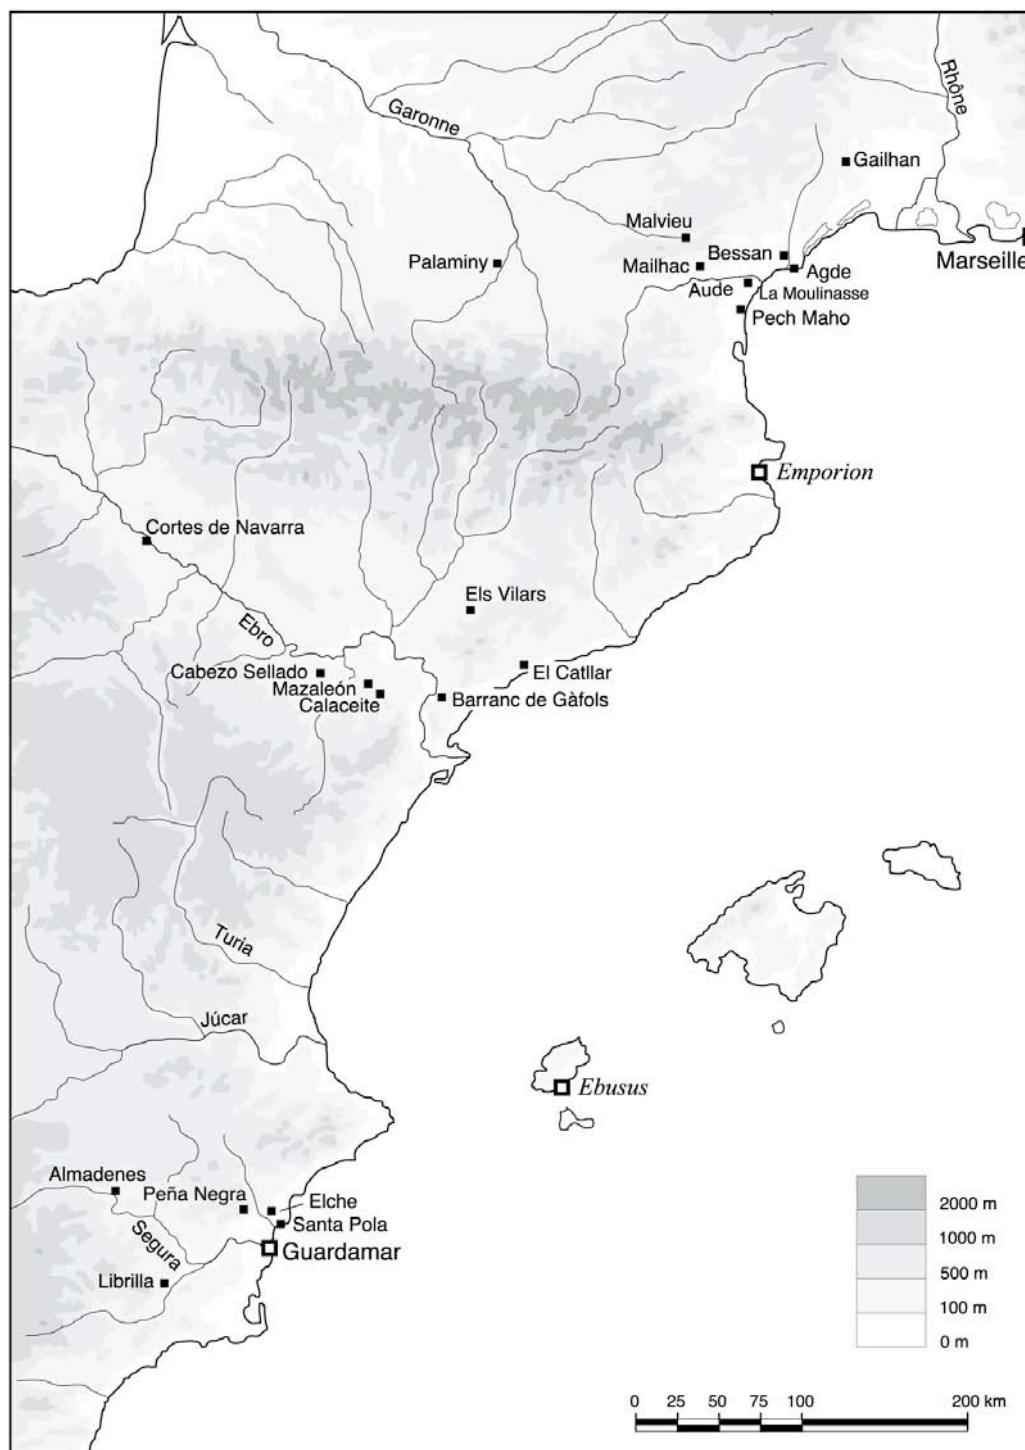 Garonne
Rhône
Gailhan
Malvieu
Bessan
Palaminy
Mailhac
Agde
Marseille
Aude
La Moulinasse
Pech Maho
Emporion
Cortes de Navarra
Els Vilars
Ebro
Cabezo Sellado
El Catllar
Mazaleón
Calaceite
Barranc de Gàfols
Turia
Júcar
Ebusus
Almadenes
Peña Negra
Elche
Santa Pola
Segura
Guardamar
Librilla
2000 m
1000 m
500 m
100 m
0 m
0 25 50 75 100 200 km